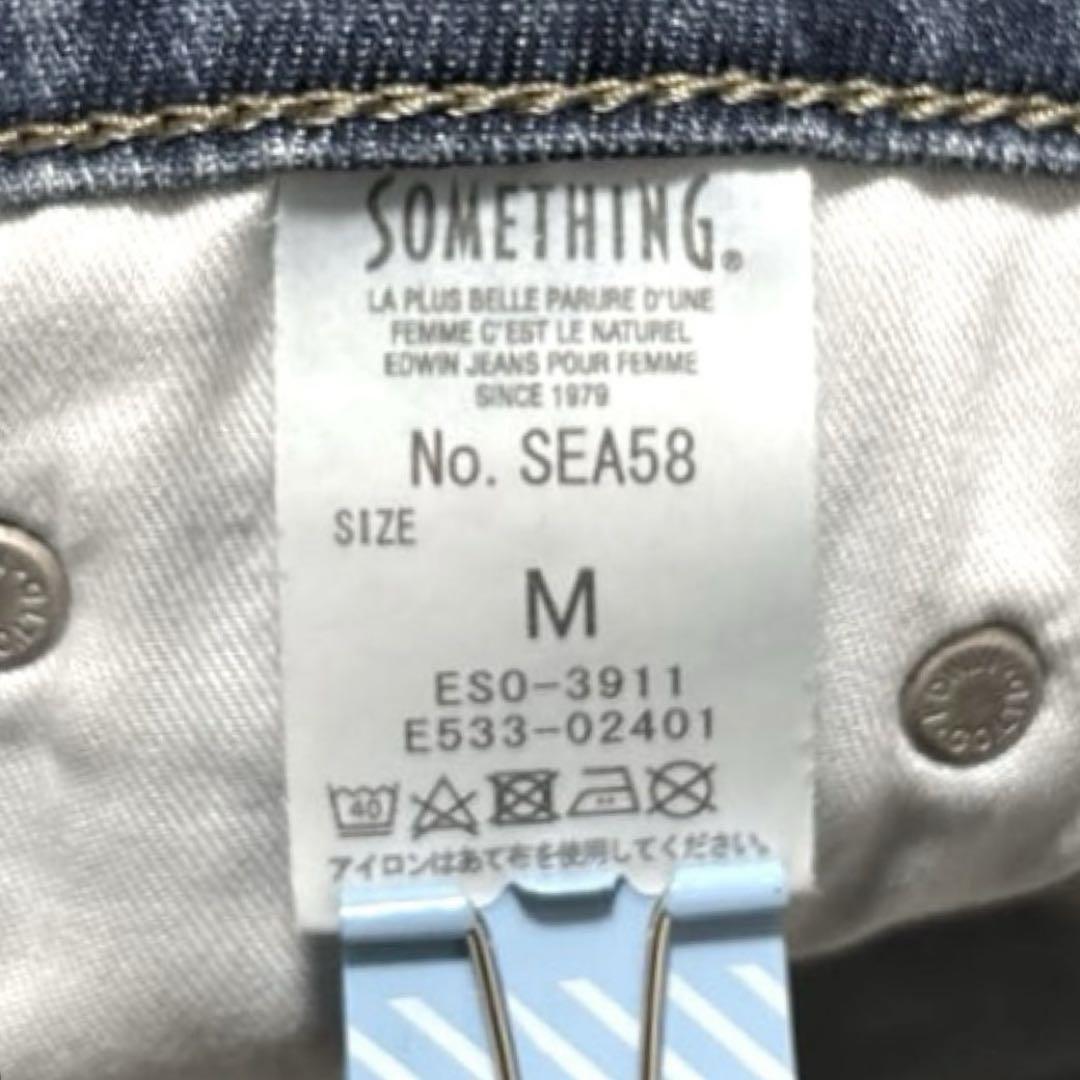 SOMETHING®
LA PLUS BELLE PARURE D'UNE
FEMME C'EST LE NATUREL
EDWIN JEANS POUR FEMME
SINCE 1979
No. SEA58
SIZE
M
ESO-3911
E533-02401
40
アイロンはあて布を使用してください。